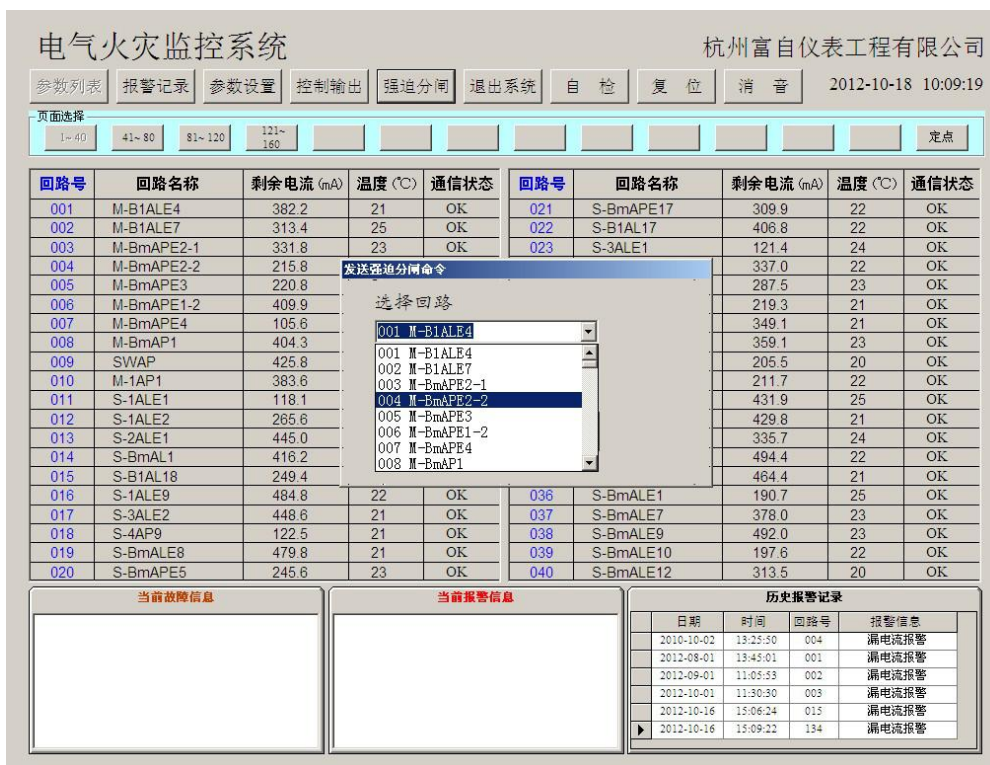 电气火灾监控系统
杭州富自仪表工程有限公司
参数列表 报警记录 参数设置 控制输出 强迫分闸 退出系统 自 检 复 位 消 音 2012-10-18 10:09:19
页面选择
1~40 41~80 81~120 121~160 定点
回路号 回路名称 剩余电流(mA) 温度(℃) 通信状态 回路号 回路名称 剩余电流(mA) 温度(℃) 通信状态
001 M-B1ALE4 382.2 21 OK 021 S-BmAPE17 309.9 22 OK
002 M-B1ALE7 313.4 25 OK 022 S-B1AL17 406.8 22 OK
003 M-BmAPE2-1 331.8 23 OK 023 S-3ALE1 121.4 24 OK
004 M-BmAPE2-2 215.8 337.0 22 OK
005 M-BmAPE3 220.8 287.5 23 OK
006 M-BmAPE1-2 409.9 219.3 21 OK
007 M-BmAPE4 105.6 349.1 21 OK
008 M-BmAP1 404.3 359.1 23 OK
009 SWAP 425.8 205.5 20 OK
010 M-1AP1 383.6 211.7 22 OK
011 S-1ALE1 118.1 431.9 25 OK
012 S-1ALE2 265.6 429.8 21 OK
013 S-2ALE1 445.0 335.7 24 OK
014 S-BmAL1 416.2 494.4 22 OK
015 S-B1AL18 249.4 464.4 21 OK
016 S-1ALE9 484.8 22 OK 036 S-BmALE1 190.7 25 OK
017 S-3ALE2 448.6 21 OK 037 S-BmALE7 378.0 23 OK
018 S-4AP9 122.5 21 OK 038 S-BmALE9 492.0 23 OK
019 S-BmALE8 479.8 21 OK 039 S-BmALE10 197.6 22 OK
020 S-BmAPE5 245.6 23 OK 040 S-BmALE12 313.5 20 OK
发送强迫分闸命令
选择回路
001 M-B1ALE4
001 M-B1ALE4
002 M-B1ALE7
003 M-BmAPE2-1
004 M-BmAPE2-2
005 M-BmAPE3
006 M-BmAPE1-2
007 M-BmAPE4
008 M-BmAP1
当前故障信息
当前报警信息
历史报警记录
日期 时间 回路号 报警信息
2010-10-02 13:25:50 004 漏电流报警
2012-08-01 13:45:01 001 漏电流报警
2012-09-01 11:05:53 002 漏电流报警
2012-10-01 11:30:30 003 漏电流报警
2012-10-16 15:06:24 015 漏电流报警
2012-10-16 15:09:22 134 漏电流报警